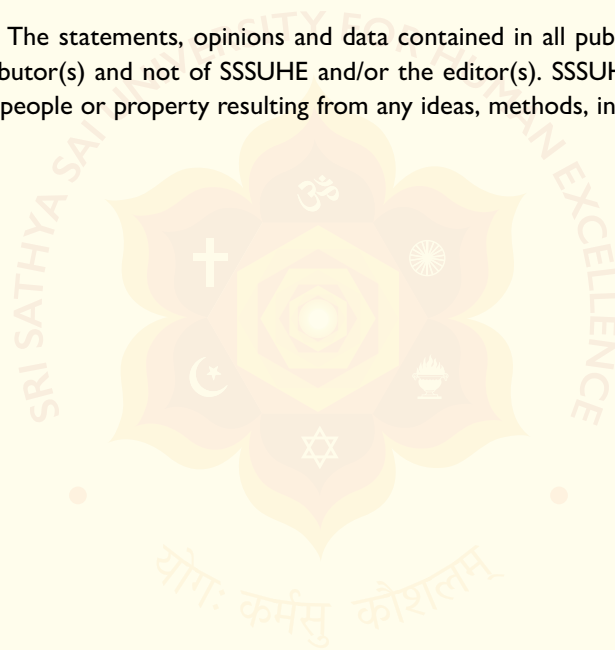 The statements, opinions and data contained in all pub
butor(s) and not of SSSUHE and/or the editor(s). SSSUH
people or property resulting from any ideas, methods, in
SRI SATHYA SAI UNIVERSITY FOR HUMAN EXCELLENCE
योगः कर्मसु कौशलम्